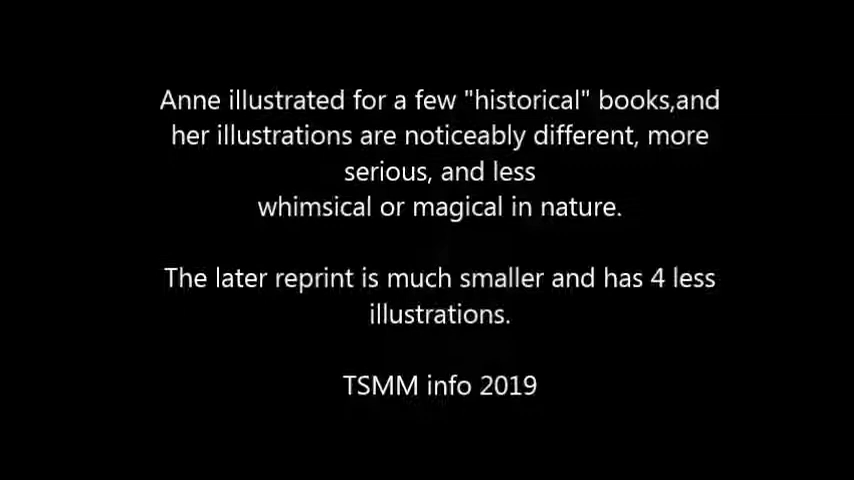 Anne illustrated for a few "historical" books,and
her illustrations are noticeably different, more
serious, and less
whimsical or magical in nature.
The later reprint is much smaller and has 4 less
illustrations.
TSMM info 2019